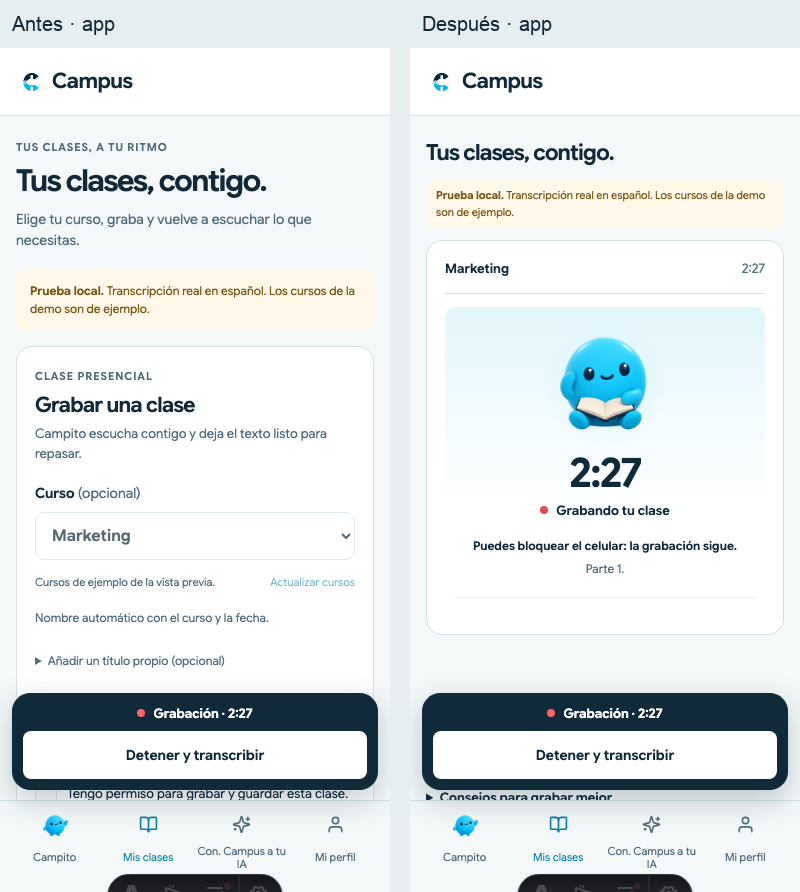 Antes · app
Campus
TUS CLASES, A TU RITMO
Tus clases, contigo.
Elige tu curso, graba y vuelve a escuchar lo que
necesitas.
Prueba local. Transcripción real en español. Los cursos de la
demo son de ejemplo.
CLASE PRESENCIAL
Grabar una clase
Campito escucha contigo y deja el texto listo para
repasar.
Curso (opcional)
Marketing
Cursos de ejemplo de la vista previa.
Actualizar cursos
Nombre automático con el curso y la fecha.
Añadir un título propio (opcional)
Grabación · 2:27
Detener y transcribir
Tengo permiso para grabar y guardar esta clase.
Campito
Mis clases
Con. Campus a tu
IA
Mi perfil
Después · app
Campus
Tus clases, contigo.
Prueba local. Transcripción real en español. Los cursos de la demo
son de ejemplo.
Marketing
2:27
2:27
Grabando tu clase
Puedes bloquear el celular: la grabación sigue.
Parte 1.
Grabación · 2:27
Detener y transcribir
Consejos para grabar mejor
Campito
Mis clases
Con. Campus a tu
IA
Mi perfil